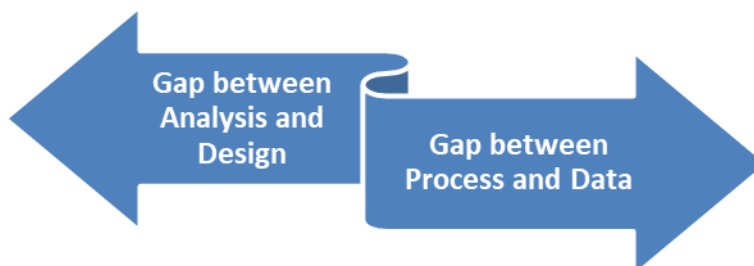 Gap between
Analysis and
Design
Gap between
Process and Data